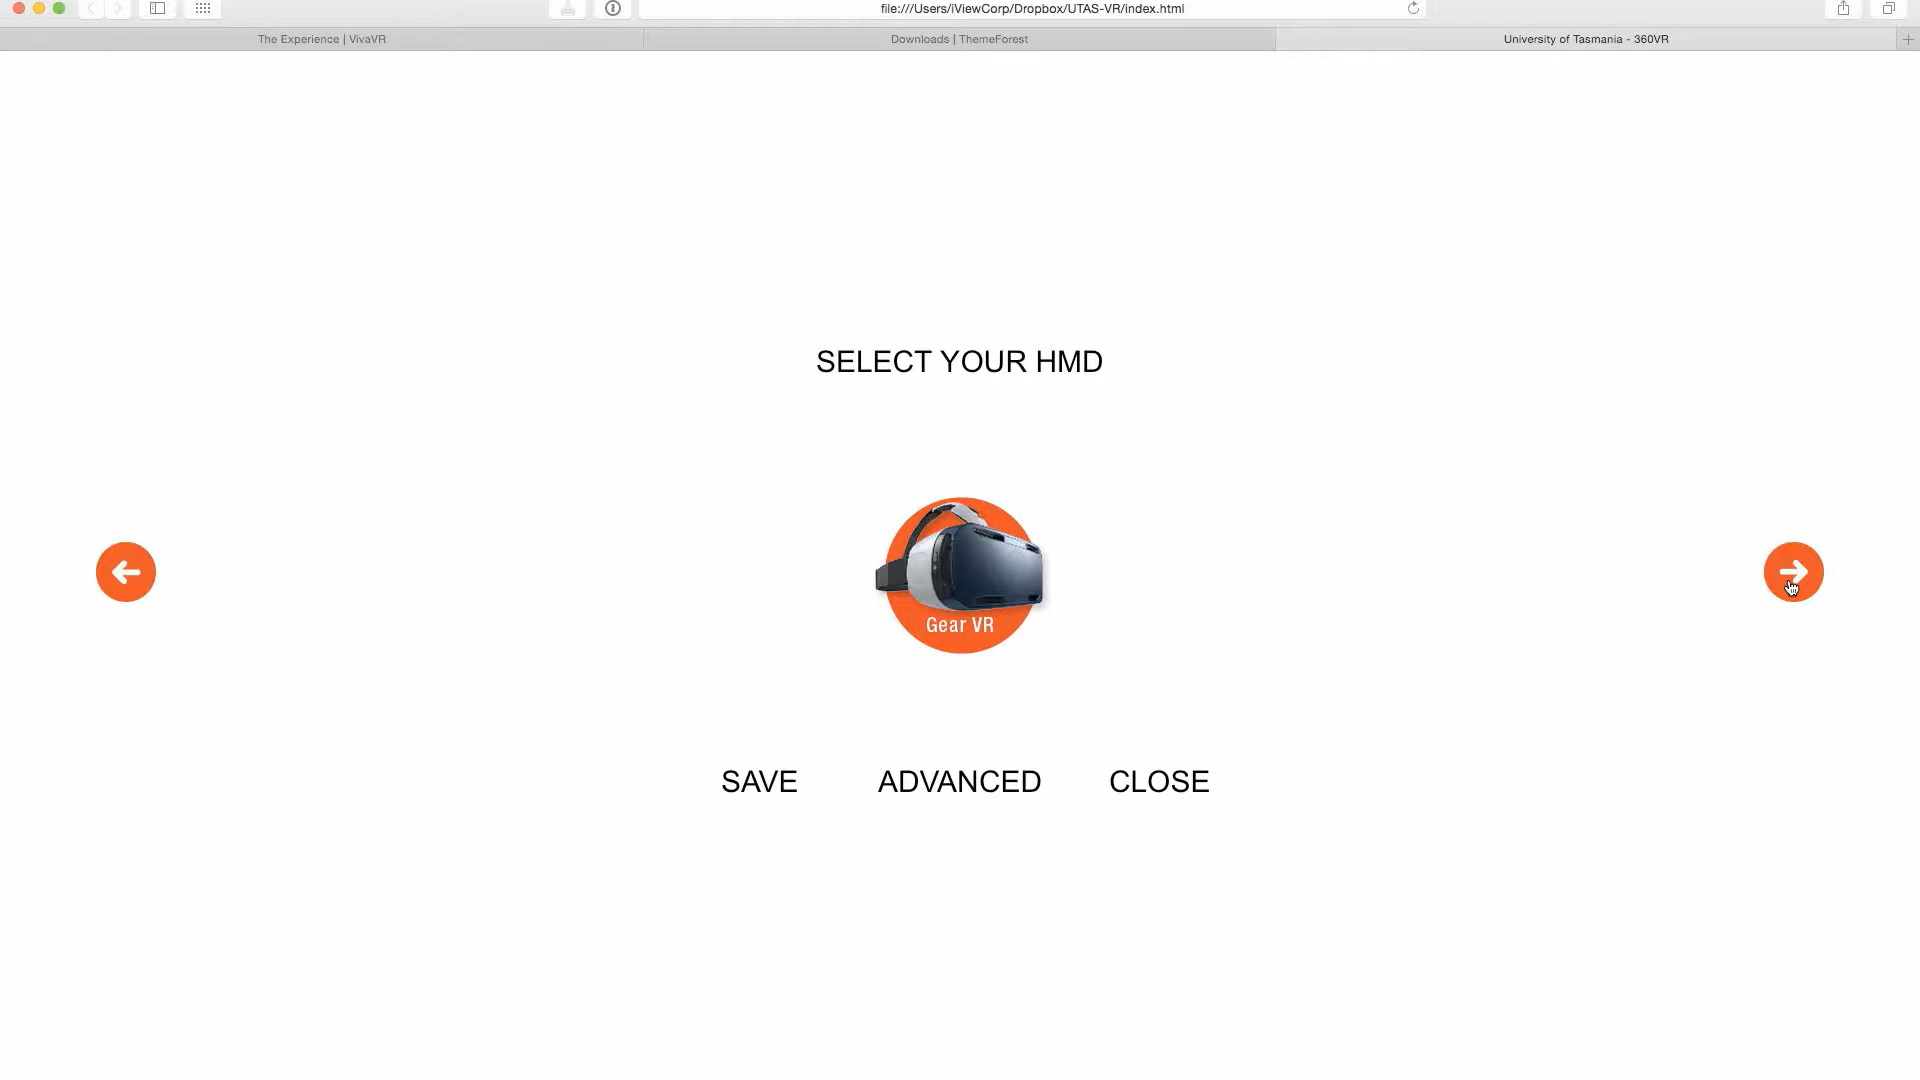 file:///Users/iViewCorp/Dropbox/UTAS-VR/index.html
The Experience | VivaVR
Downloads | ThemeForest
University of Tasmania - 360VR
SELECT YOUR HMD
Gear VR
SAVE
ADVANCED
CLOSE